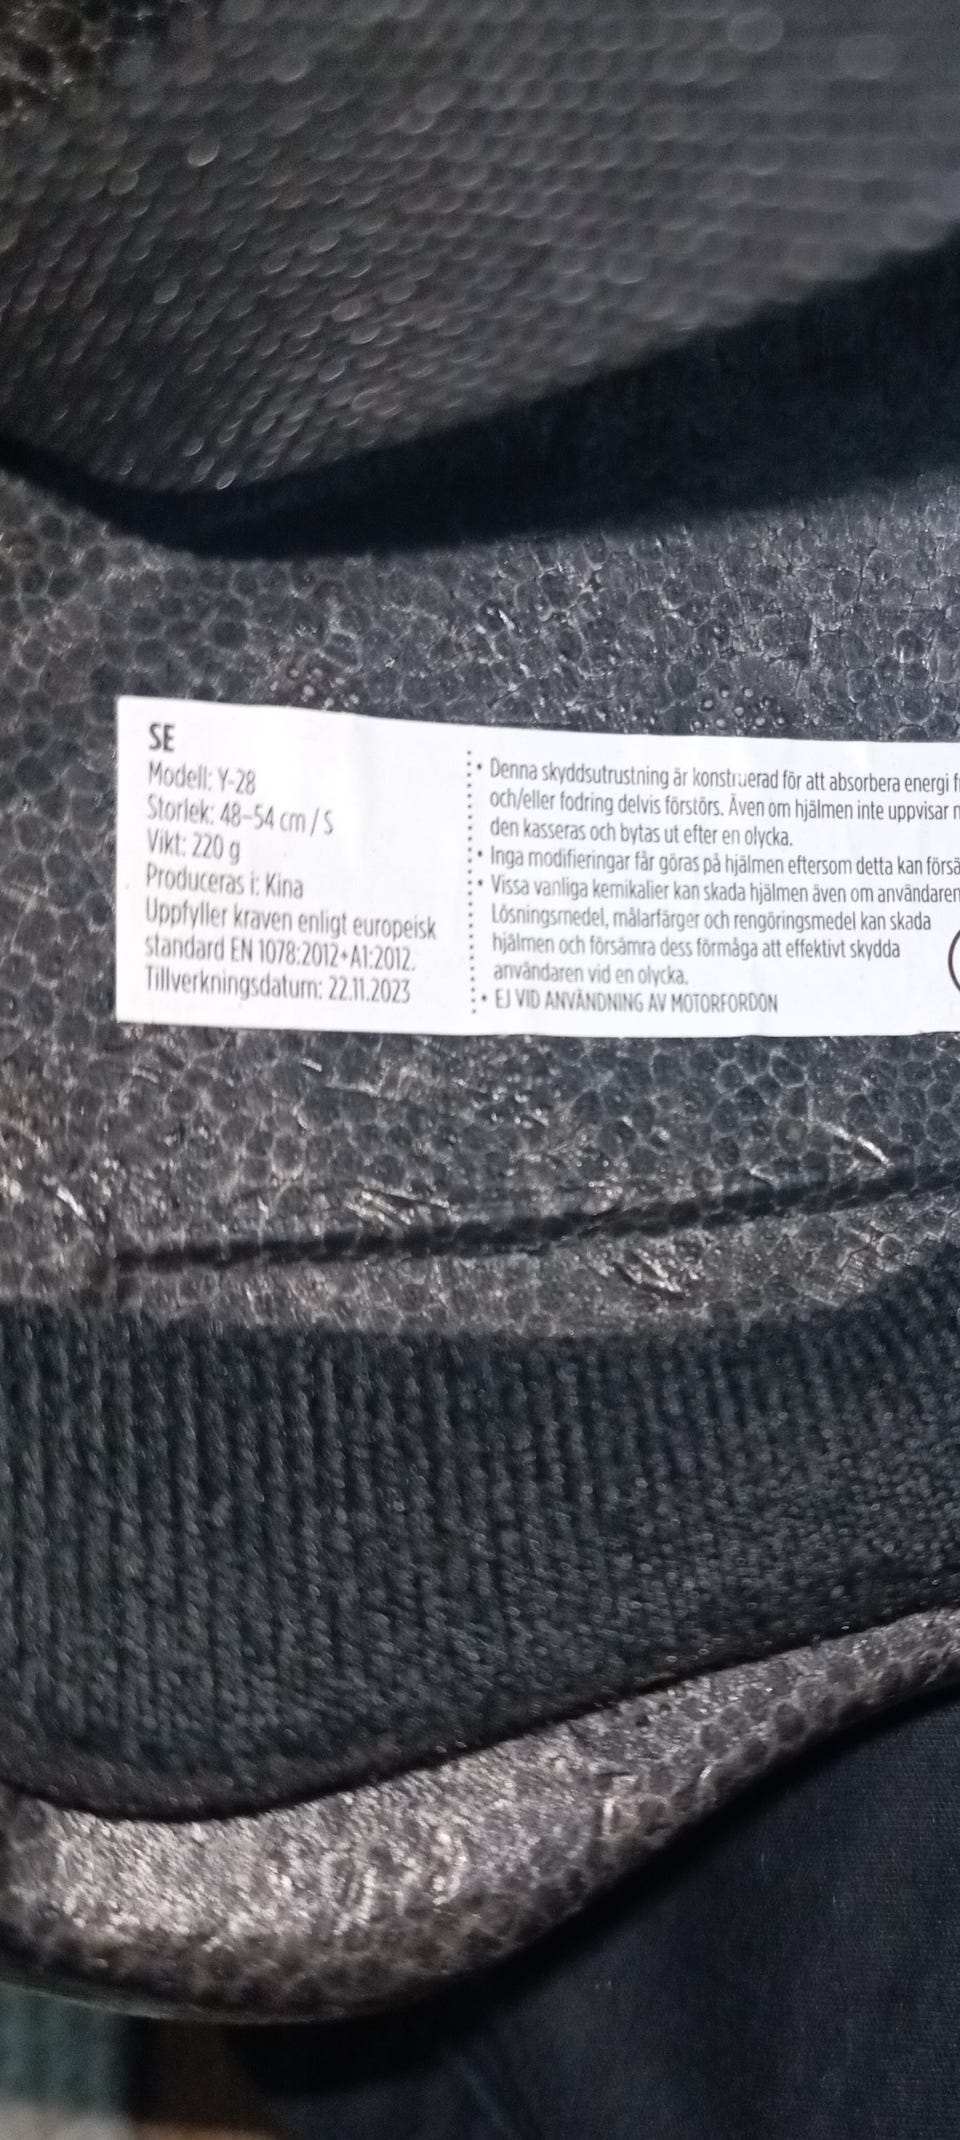 SE
Modell: Y-28
Storlek: 48–54 cm / S
Vikt: 220 g
Produceras i: Kina
Uppfyller kraven enligt europeisk
standard EN 1078:2012+A1:2012.
Tillverkningsdatum: 22.11.2023
• Denna skyddsutrustning är konstruerad för att absorbera energi
och/eller fodring delvis förstörs. Även om hjälmen inte uppvisar
den kasseras och bytas ut efter en olycka.
• Inga modifieringar får göras på hjälmen eftersom detta kan förså
• Vissa vanliga kemikalier kan skada hjälmen även om användaren
Lösningsmedel, målarfärger och rengöringsmedel kan skada
hjälmen och försämra dess förmåga att effektivt skydda
användaren vid en olycka.
• EJ VID ANVÄNDNING AV MOTORFORDON